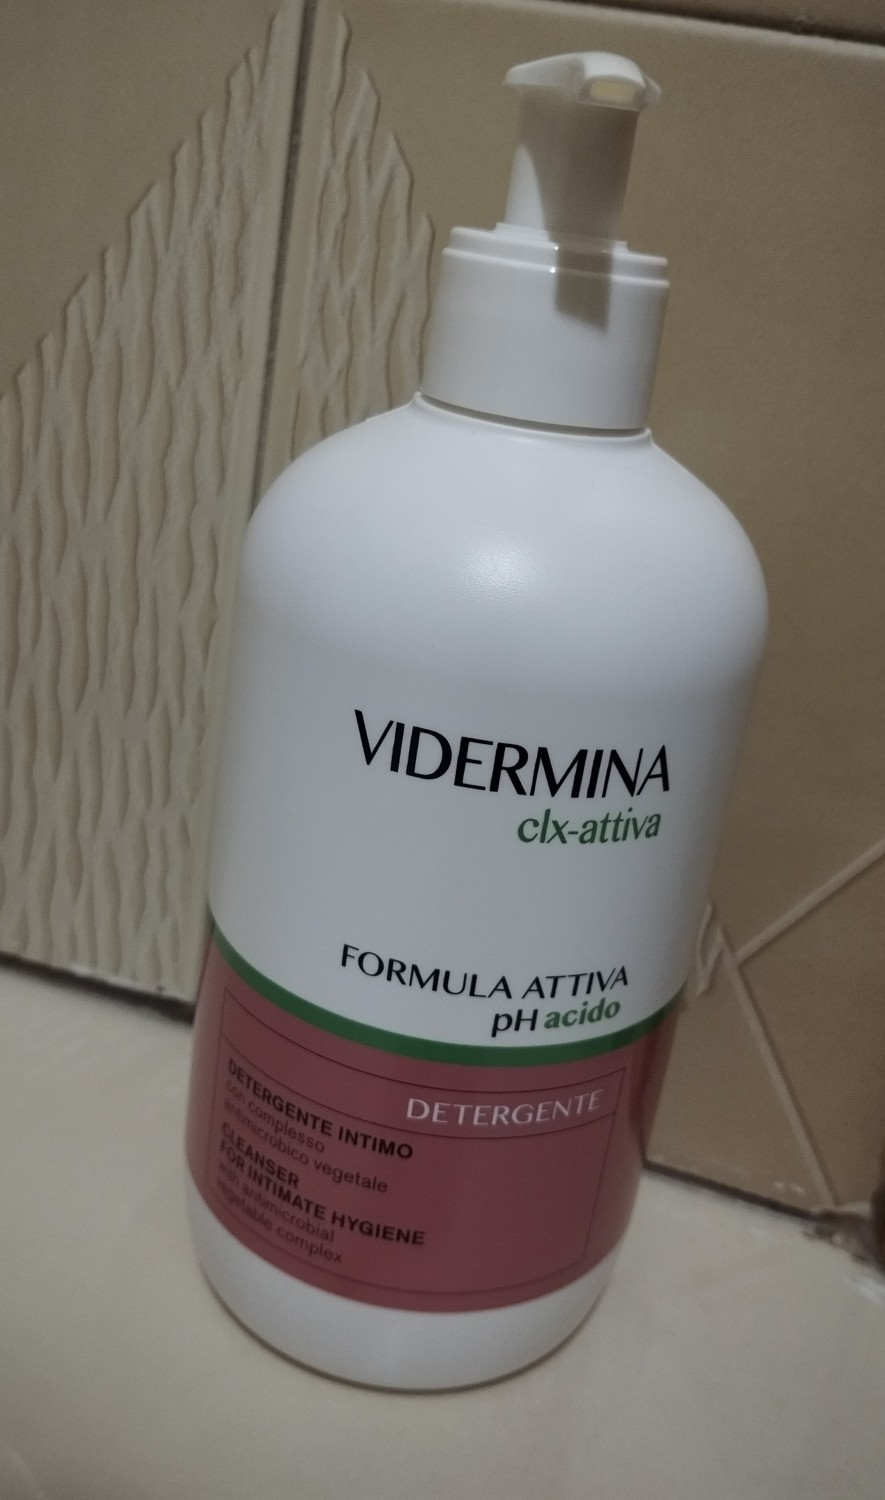 VIDERMINA
clx-attiva
FORMULA ATTIVA
pH acido
DETERGENTE
DETERGENTE INTIMO
con complesso
antimicrobico vegetale
CLEANSER
FOR INTIMATE HYGIENE
with antimicrobial
vegetable complex